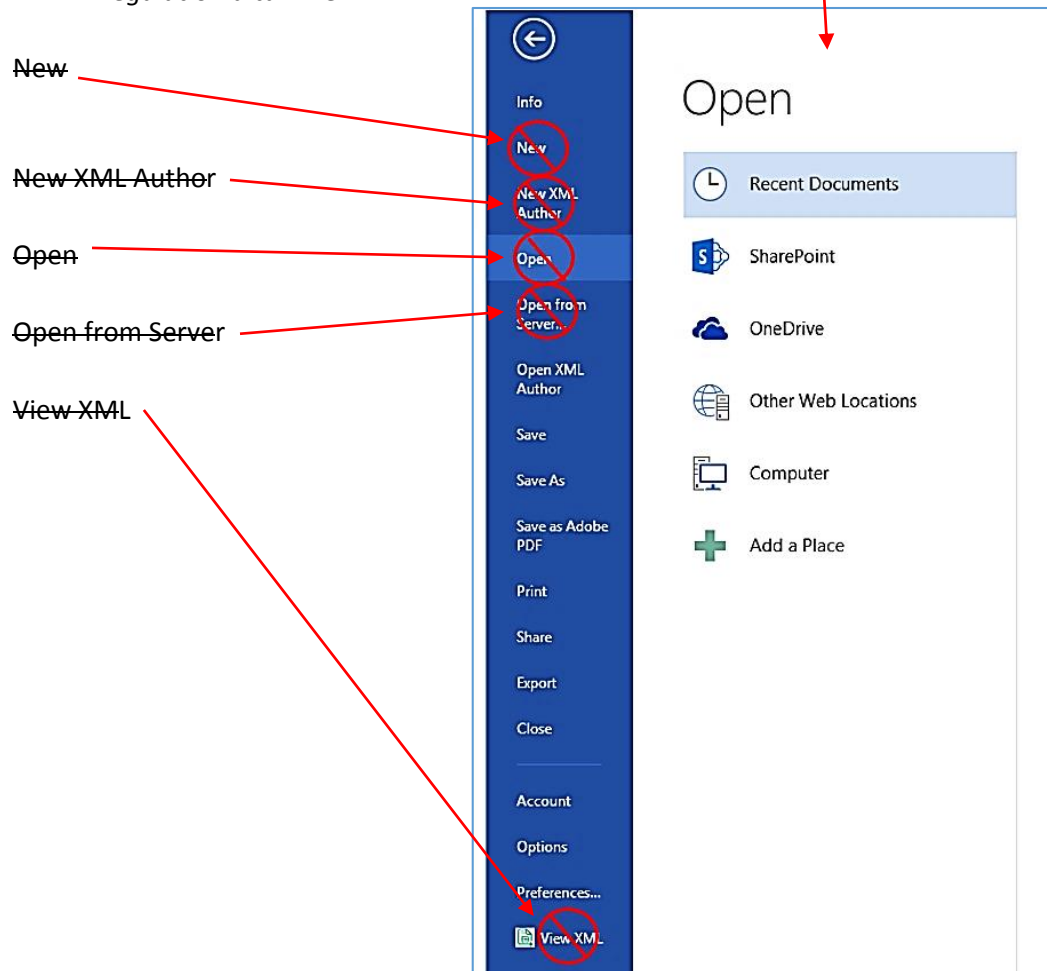 New
New XML Author
Open
Open from Server
View XML
Info
New
New XML
Author
Open
Open from
Server...
Open XML
Author
Save
Save As
Save as Adobe
PDF
Print
Share
Export
Close
Account
Options
Preferences...
View XML
Open
Recent Documents
SharePoint
OneDrive
Other Web Locations
Computer
Add a Place